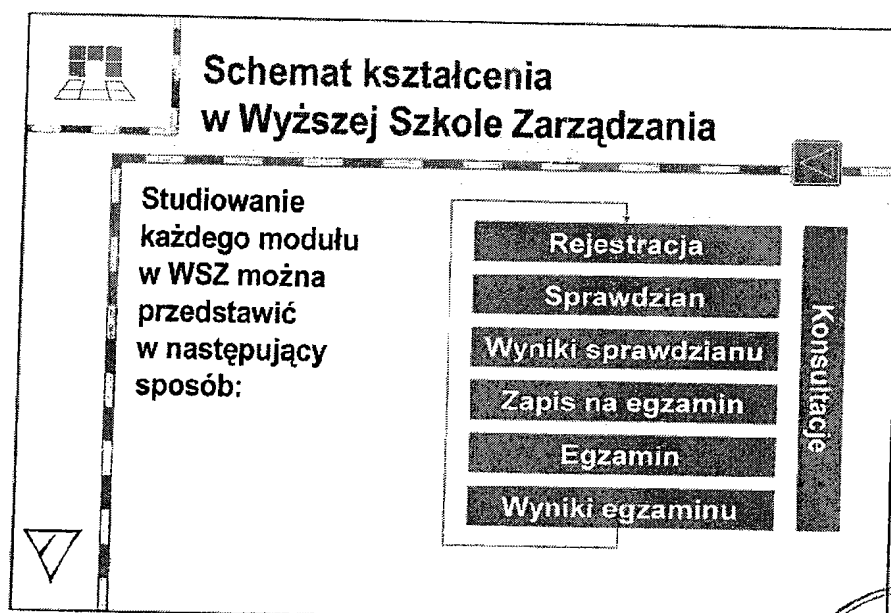 Schemat kształcenia
w Wyższej Szkole Zarządzania
Studiowanie
każdego modułu
w WSZ można
przedstawić
w następujący
sposób:
Rejestracja
Sprawdzian
Wyniki sprawdzianu
Zapis na egzamin
Egzamin
Wyniki egzaminu
Konsultacje